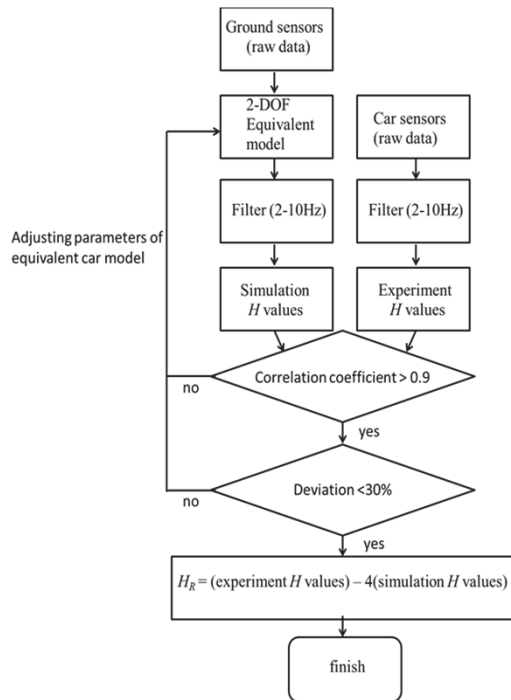 Ground sensors
(raw data)
2-DOF
Equivalent
model
Car sensors
(raw data)
Filter (2-10Hz)
Filter (2-10Hz)
Adjusting parameters of
equivalent car model
Simulation
H values
Experiment
H values
Correlation coefficient > 0.9
no
yes
Deviation <30%
no
yes
H_R = (experiment H values) – 4(simulation H values)
finish